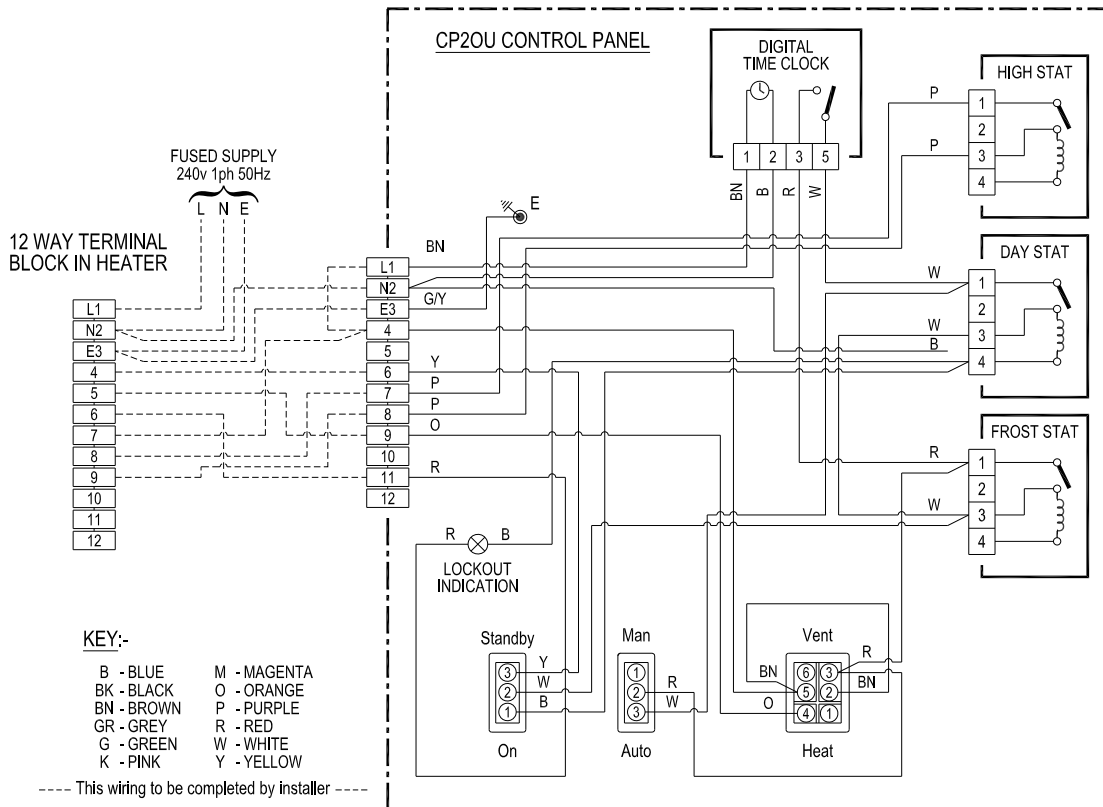 CP2OU CONTROL PANEL
DIGITAL
TIME CLOCK
1 2 3 5
BN B R W
HIGH STAT
P 1
2
P 3
4
FUSED SUPPLY
240v 1ph 50Hz
L N E
E
12 WAY TERMINAL
BLOCK IN HEATER
L1
N2
E3
4
5
6
7
8
9
10
11
12
BN
L1
N2
G/Y
E3
4
5
Y
6
P
7
P
8
O
9
10
R
11
12
DAY STAT
W 1
2
W 3
B
4
FROST STAT
R 1
2
W 3
4
R B
LOCKOUT
INDICATION
Standby
3 Y
2 W
1 B
On
Man
1
2 R
3 W
Auto
Vent
R
BN 6 3
5 2 BN
O 4 1
Heat
KEY:-
B - BLUE M - MAGENTA
BK - BLACK O - ORANGE
BN - BROWN P - PURPLE
GR - GREY R - RED
G - GREEN W - WHITE
K - PINK Y - YELLOW
---- This wiring to be completed by installer ----